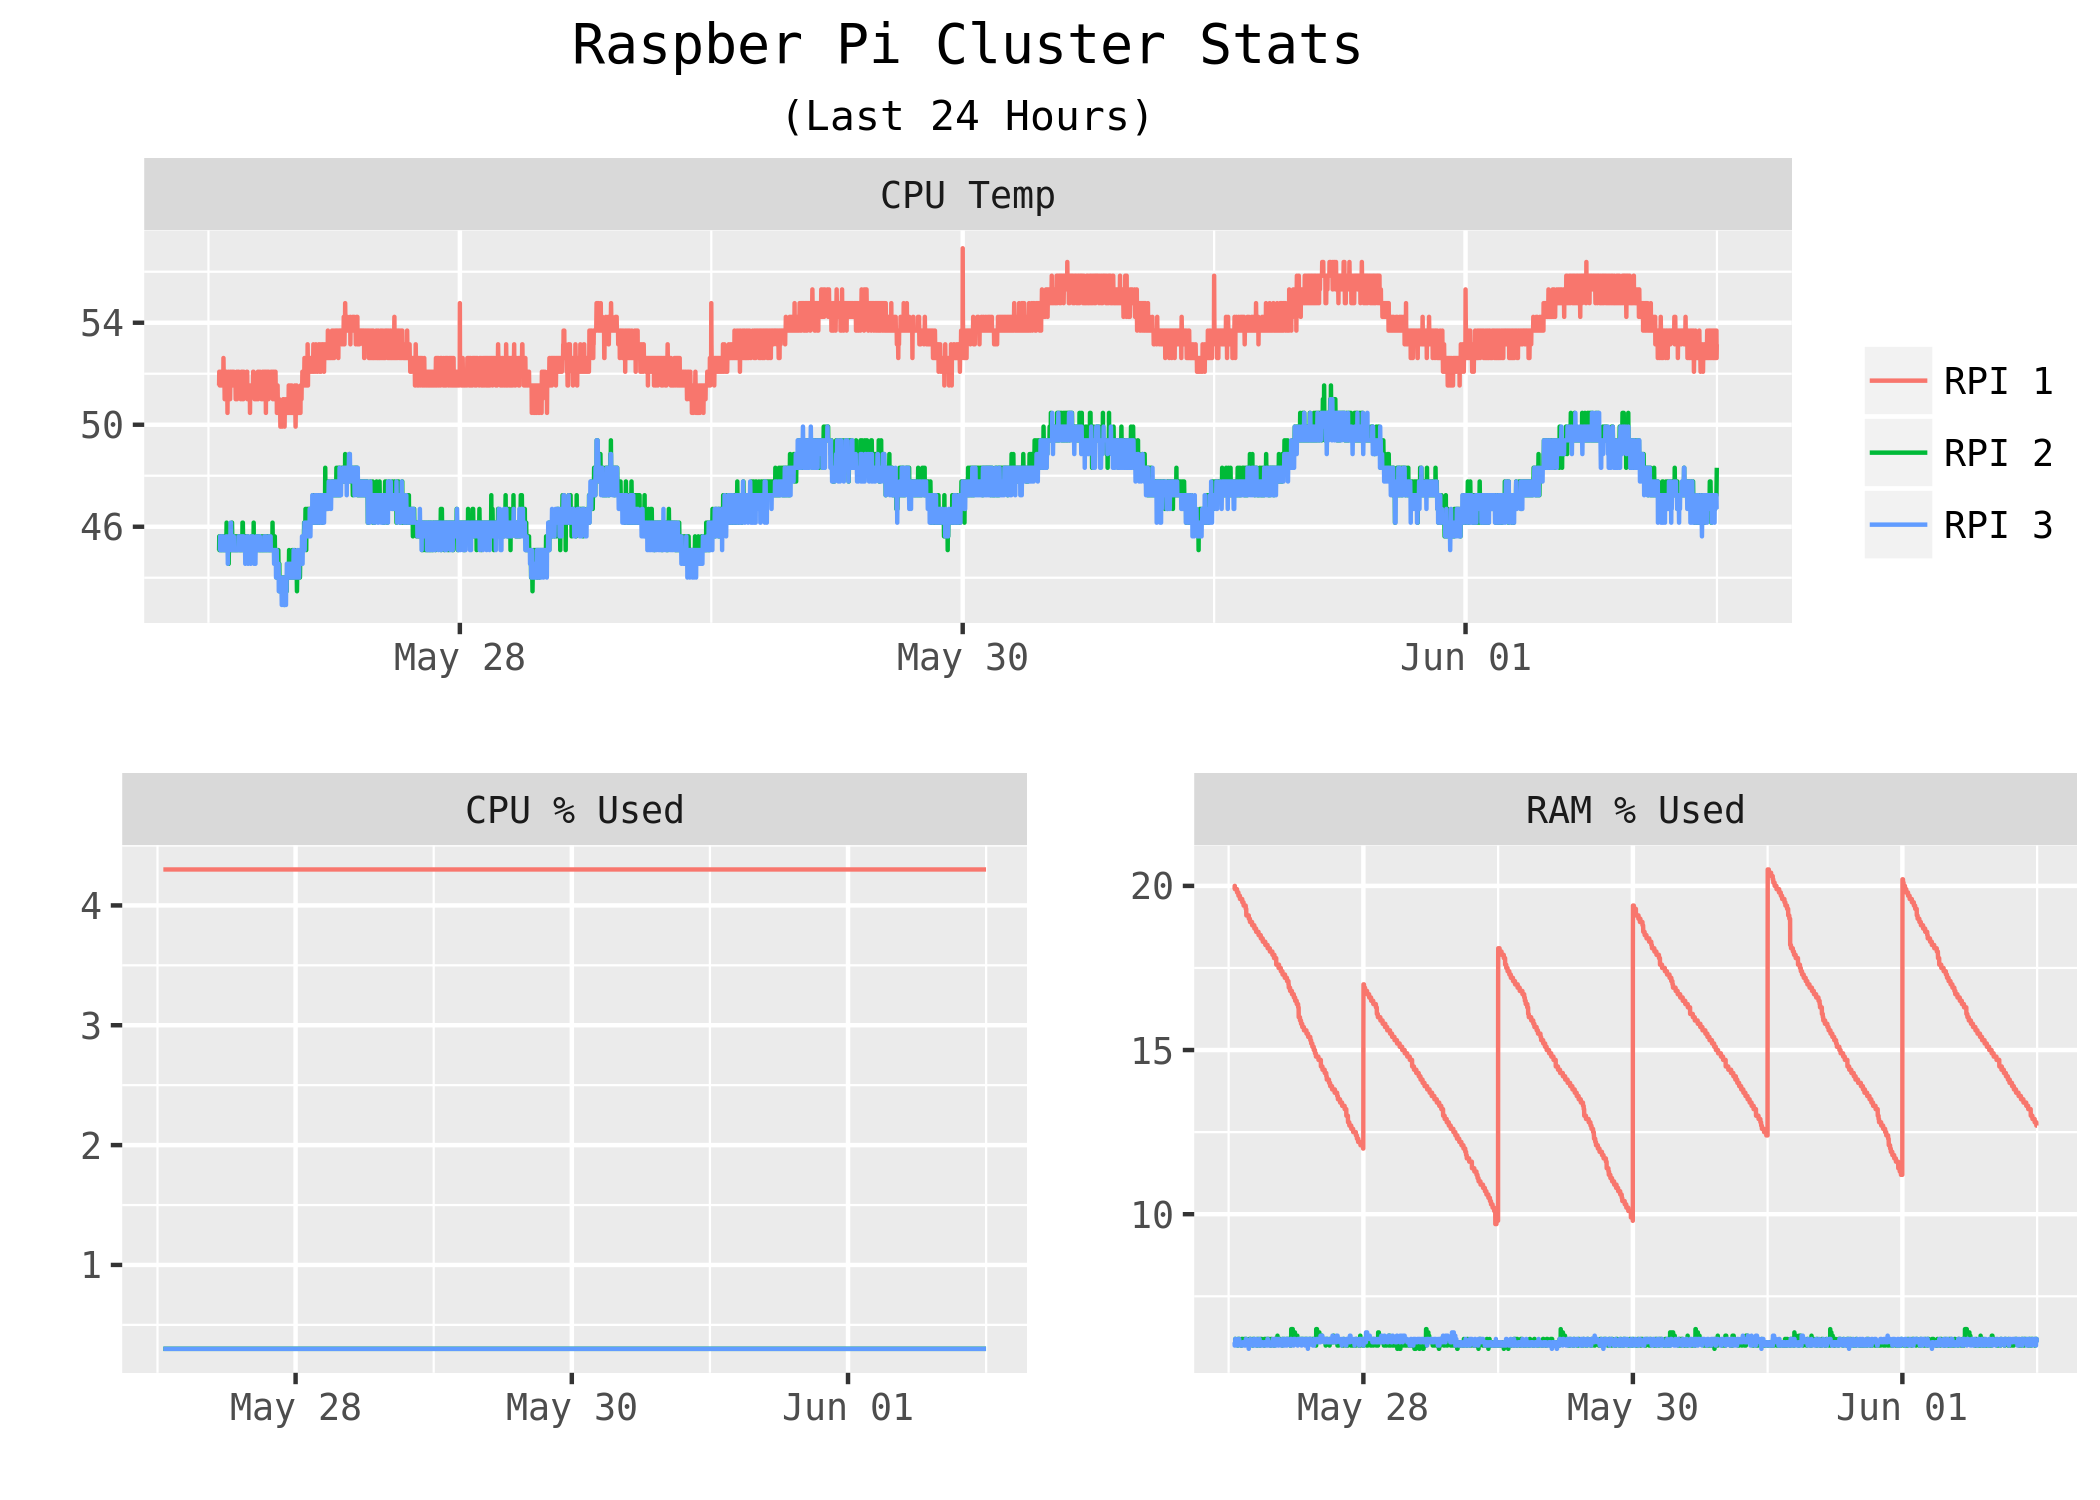 Raspber Pi Cluster Stats
(Last 24 Hours)
CPU Temp
54
50
46
May 28 May 30 Jun 01
RPI 1
RPI 2
RPI 3
CPU % Used
4
3
2
1
May 28 May 30 Jun 01
RAM % Used
20
15
10
May 28 May 30 Jun 01